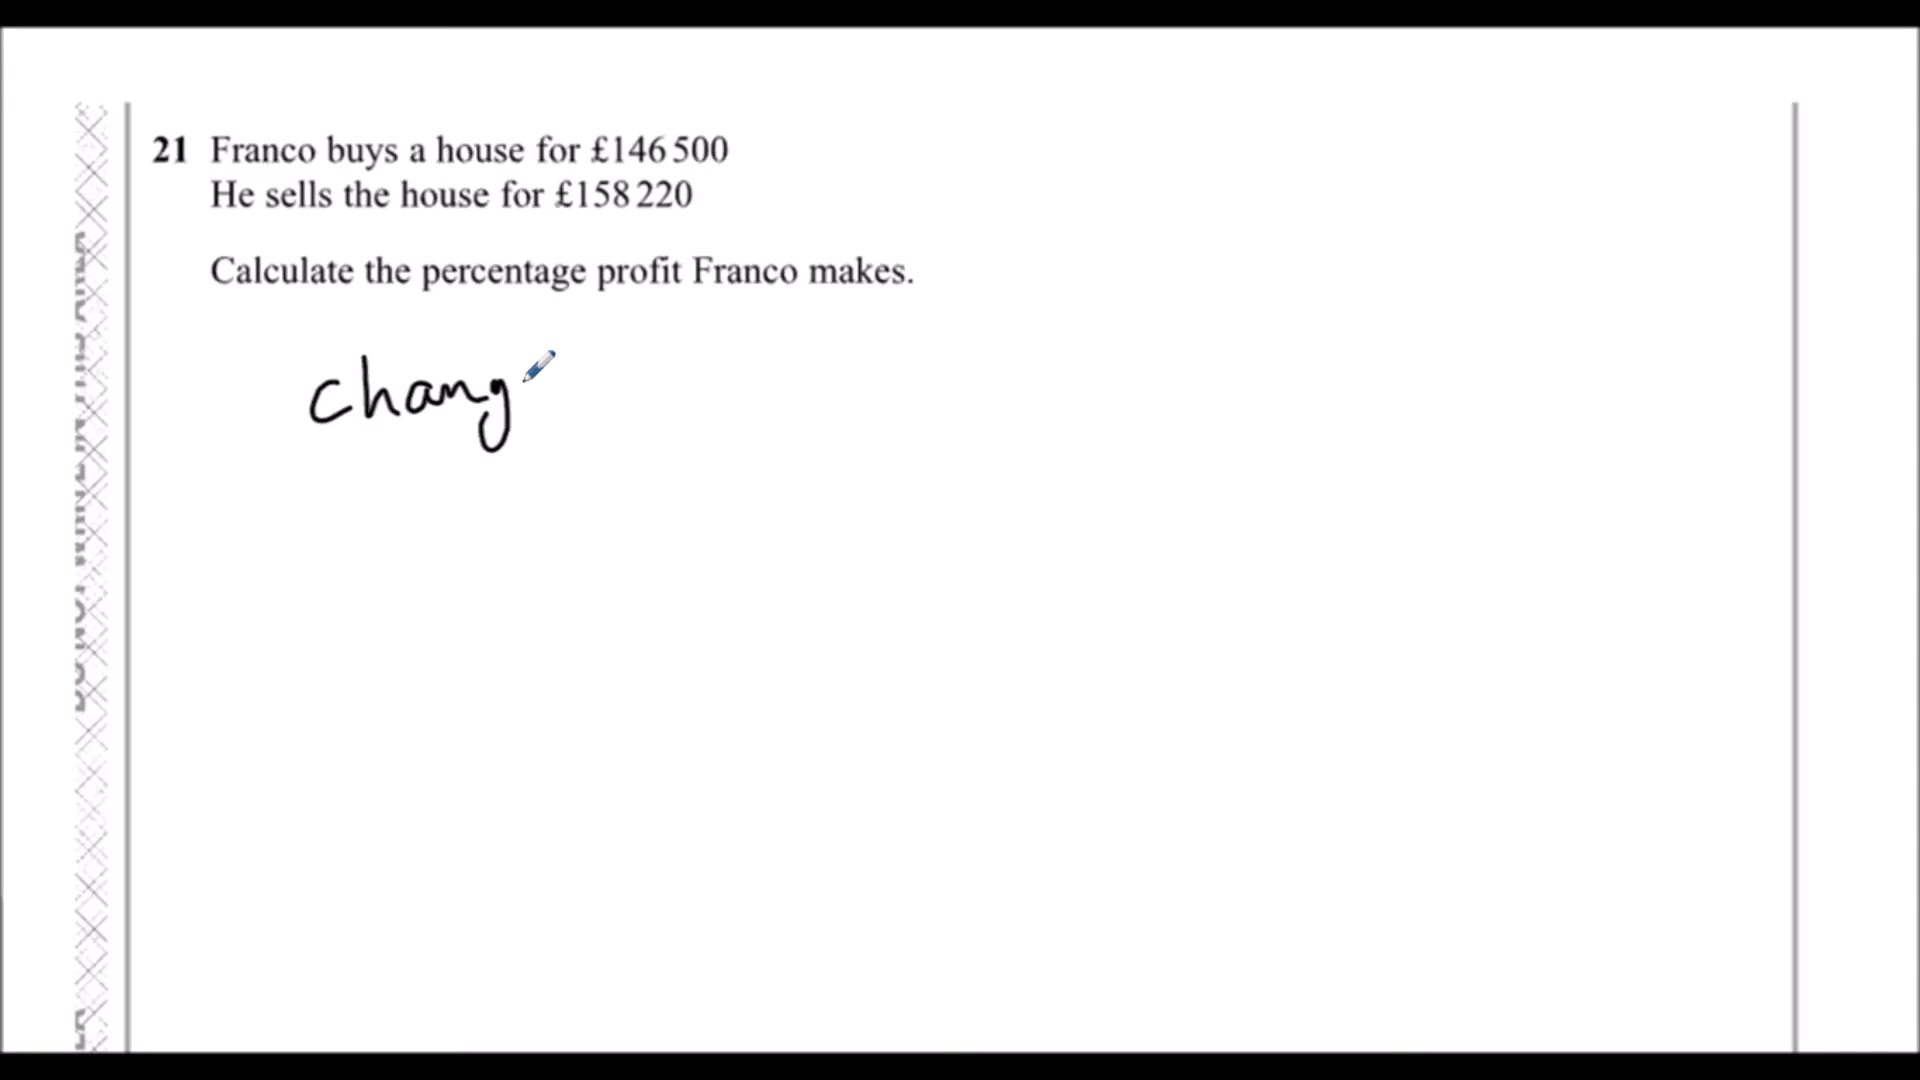 21 Franco buys a house for £146 500
He sells the house for £158 220
Calculate the percentage profit Franco makes.
chang